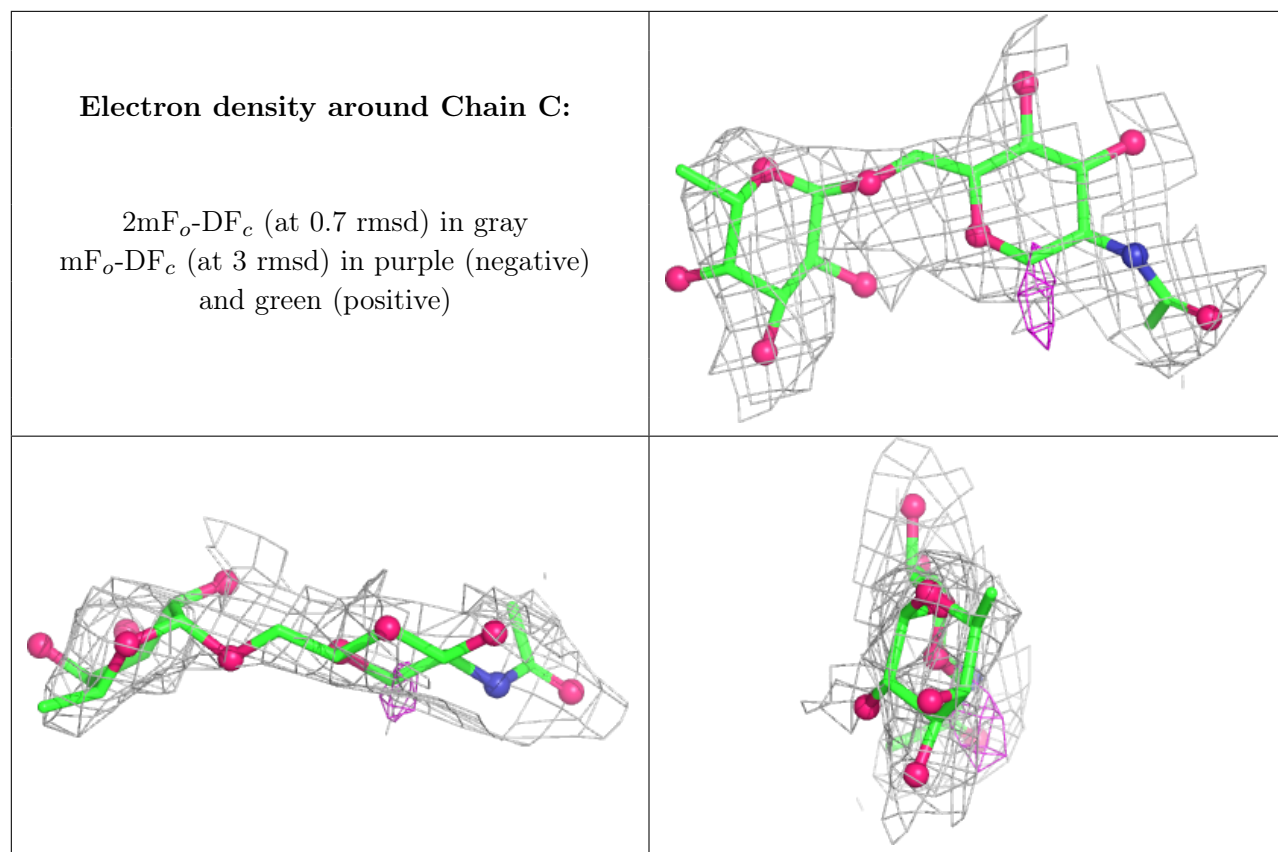 Electron density around Chain C:
2mFₒ-DF𝒸 (at 0.7 rmsd) in gray
mFₒ-DF𝒸 (at 3 rmsd) in purple (negative)
and green (positive)